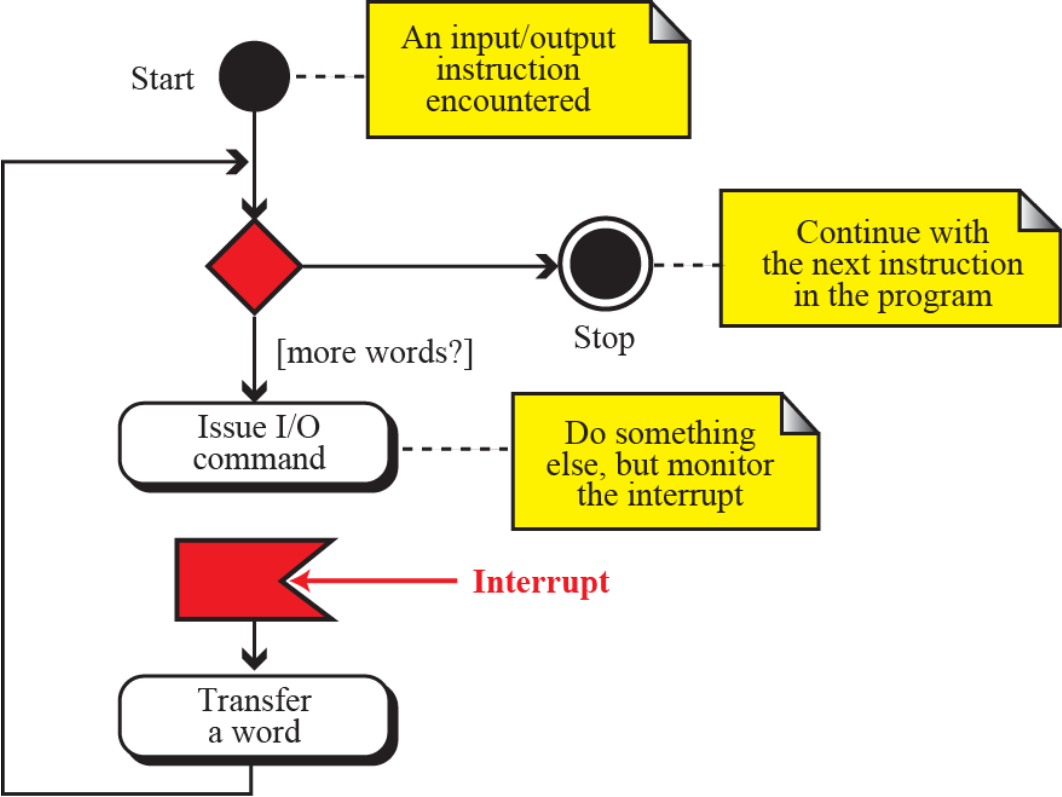 An input/output
instruction
encountered
Start
Continue with
the next instruction
in the program
Stop
[more words?]
Issue I/O
command
Do something
else, but monitor
the interrupt
Interrupt
Transfer
a word